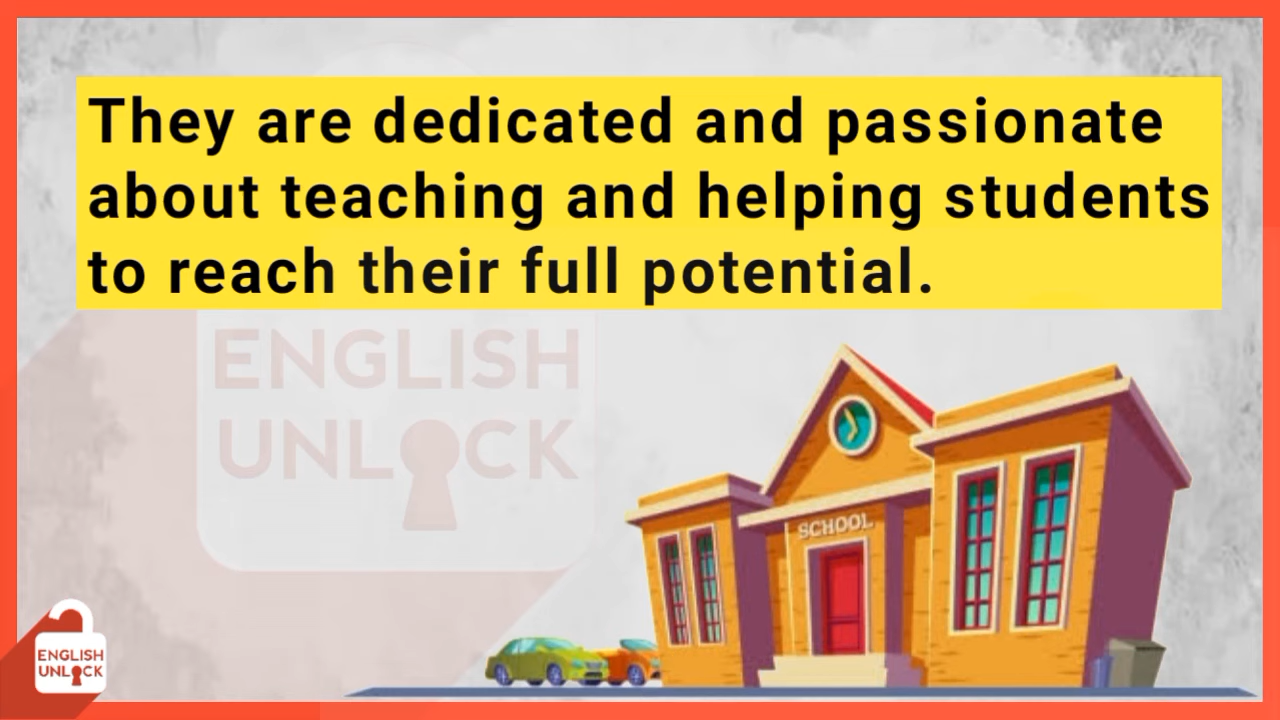 They are dedicated and passionate
about teaching and helping students
to reach their full potential.
ENGLISH
UNLOCK
SCHOOL
ENGLISH
UNLOCK